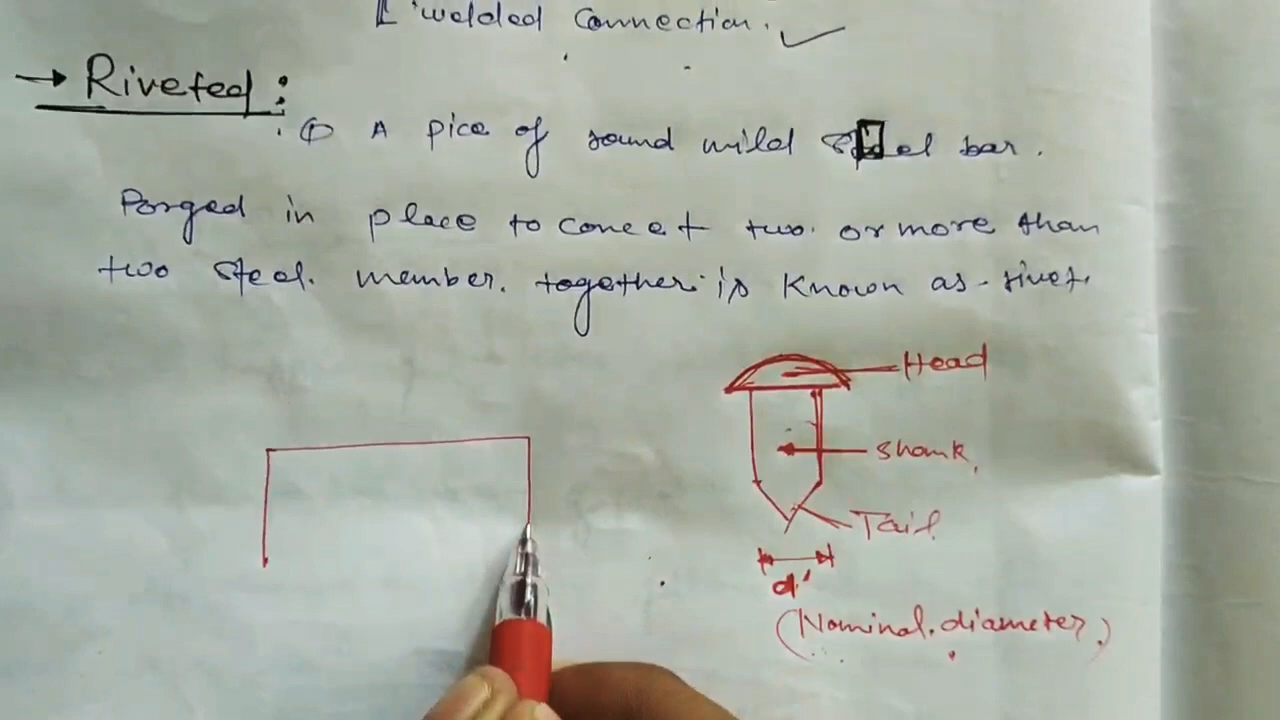 welded connection.
→ Riveted :
① A pice of round mild steel bar.
Forged in place to conect two or more than
two steel. member. together is known as - rivet.
Head
Shank,
Tail
d'
(Nominal. diameter.)